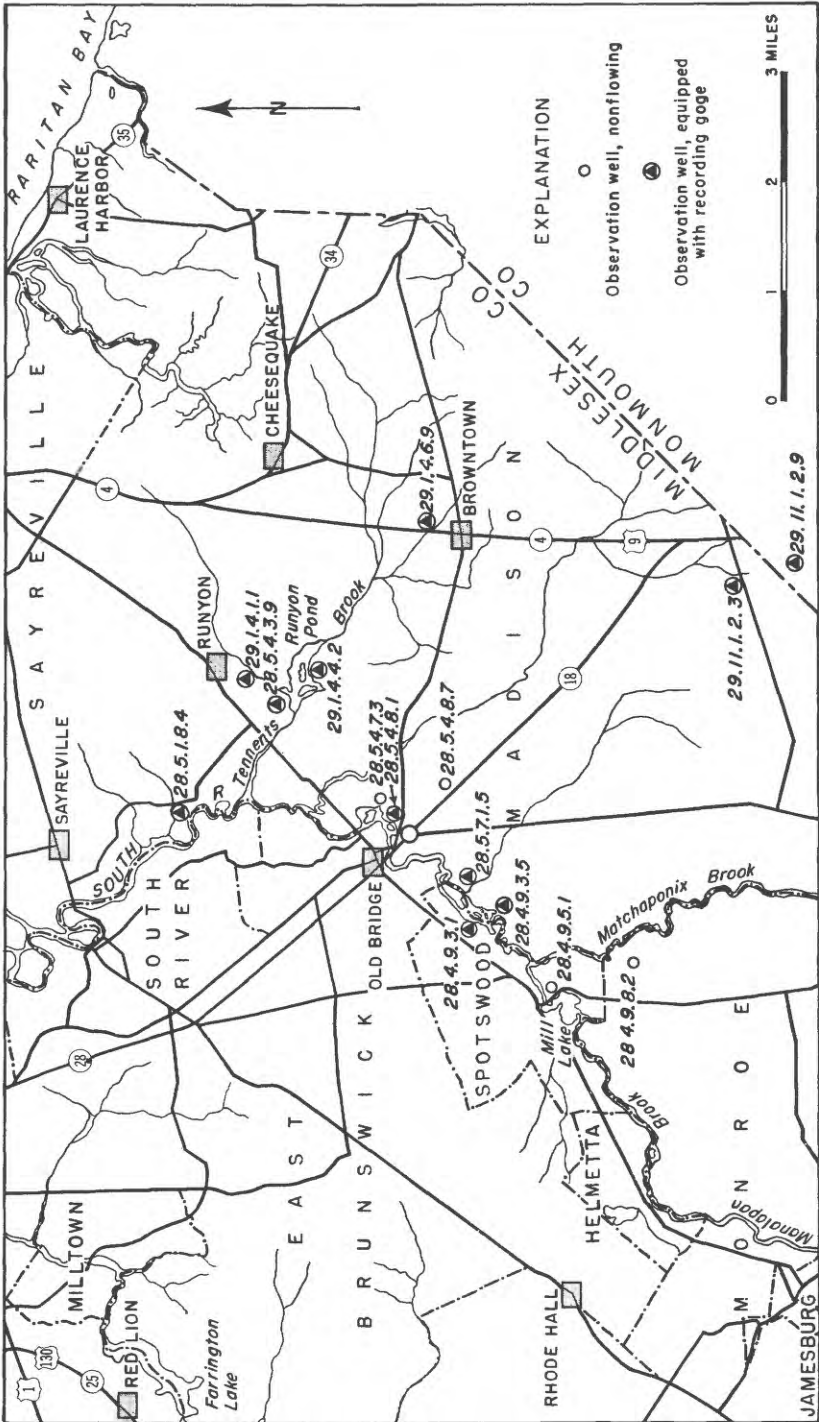 RARITAN BAY
35
LAURENCE
HARBOR
N
EXPLANATION
Observation well, nonflowing
Observation well, equipped
with recording gage
3 MILES
2
1
0
34
CHEESEQUAKE
MIDDLESEX CO
MONMOUTH CO
SAYREVILLE
4
29.1.4.6.9
BROWNTOWN
4
9
29.11.1.2.9
RUNYON
29.1.4.1.1
28.5.4.3.9
Runyon
Pond
29.1.4.4.2
Tennents Brook
MADISON
18
29.11.1.2.3
SAYREVILLE
28.5.1.8.4
SOUTH R
28.5.4.7.3
28.5.4.8.1
28.5.4.8.7
SOUTH
RIVER
OLD BRIDGE
28.5.7.1.5
28.4.9.3.1
28.4.9.3.5
28.4.9.5.1
Matchaponix Brook
28 4.9.8.2
SPOTSWOOD
Mill
Lake
28
EAST
BRUNSWICK
HELMETTA
Manalapan Brook
MONROE
MILLTOWN
1
130
25
RED LION
Farrington
Lake
RHODE HALL
JAMESBURG